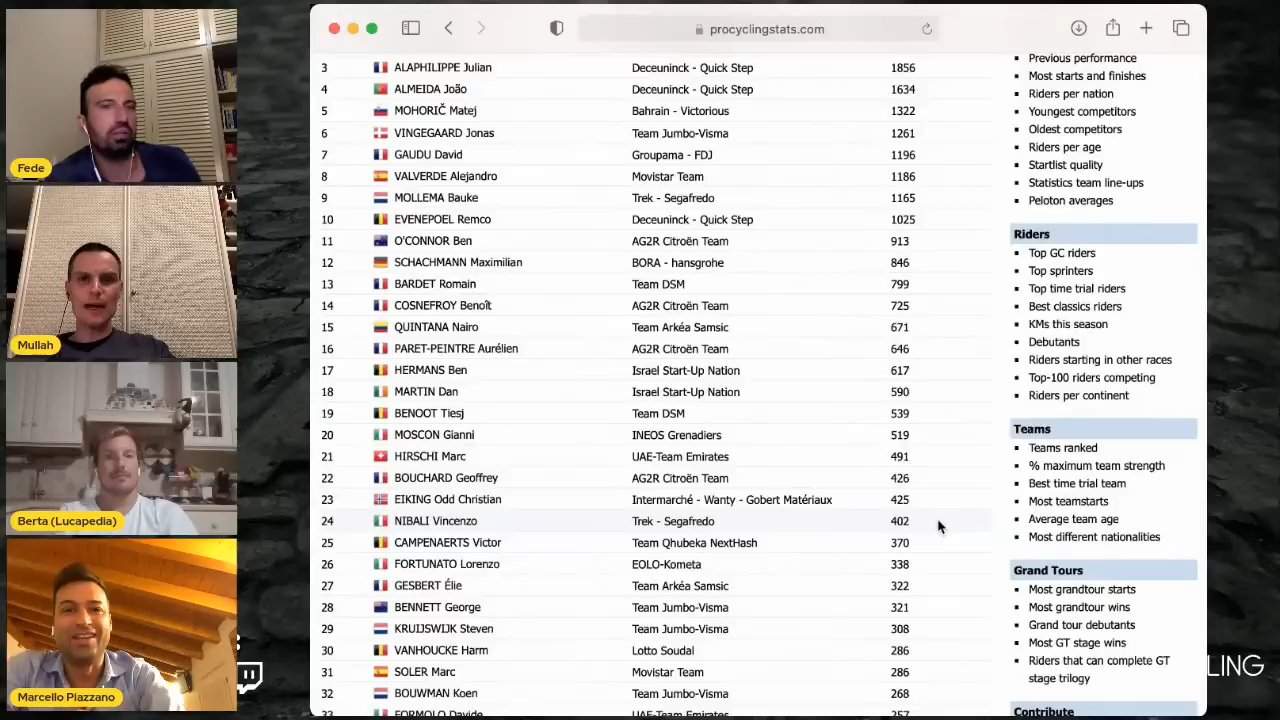 Fede
Mullah
Berta (Lucapedia)
Marcello Piazzano
procyclingstats.com
3 ALAPHILIPPE Julian Deceuninck - Quick Step 1856
4 ALMEIDA João Deceuninck - Quick Step 1634
5 MOHORIČ Matej Bahrain - Victorious 1322
6 VINGEGAARD Jonas Team Jumbo-Visma 1261
7 GAUDU David Groupama - FDJ 1196
8 VALVERDE Alejandro Movistar Team 1186
9 MOLLEMA Bauke Trek - Segafredo 1165
10 EVENEPOEL Remco Deceuninck - Quick Step 1025
11 O'CONNOR Ben AG2R Citroën Team 913
12 SCHACHMANN Maximilian BORA - hansgrohe 846
13 BARDET Romain Team DSM 799
14 COSNEFROY Benoît AG2R Citroën Team 725
15 QUINTANA Nairo Team Arkéa Samsic 671
16 PARET-PEINTRE Aurélien AG2R Citroën Team 646
17 HERMANS Ben Israel Start-Up Nation 617
18 MARTIN Dan Israel Start-Up Nation 590
19 BENOOT Tiesj Team DSM 539
20 MOSCON Gianni INEOS Grenadiers 519
21 HIRSCHI Marc UAE-Team Emirates 491
22 BOUCHARD Geoffrey AG2R Citroën Team 426
23 EIKING Odd Christian Intermarché - Wanty - Gobert Matériaux 425
24 NIBALI Vincenzo Trek - Segafredo 402
25 CAMPENAERTS Victor Team Qhubeka NextHash 370
26 FORTUNATO Lorenzo EOLO-Kometa 338
27 GESBERT Élie Team Arkéa Samsic 322
28 BENNETT George Team Jumbo-Visma 321
29 KRUIJSWIJK Steven Team Jumbo-Visma 308
30 VANHOUCKE Harm Lotto Soudal 286
31 SOLER Marc Movistar Team 286
32 BOUWMAN Koen Team Jumbo-Visma 268
33 FORMOLO Davide UAE-Team Emirates 257
Previous performance
Most starts and finishes
Riders per nation
Youngest competitors
Oldest competitors
Riders per age
Startlist quality
Statistics team line-ups
Peloton averages
Riders
Top GC riders
Top sprinters
Top time trial riders
Best classics riders
KMs this season
Debutants
Riders starting in other races
Top-100 riders competing
Riders per continent
Teams
Teams ranked
% maximum team strength
Best time trial team
Most teamstarts
Average team age
Most different nationalities
Grand Tours
Most grandtour starts
Most grandtour wins
Grand tour debutants
Most GT stage wins
Riders that can complete GT
stage trilogy
Contribute
LING